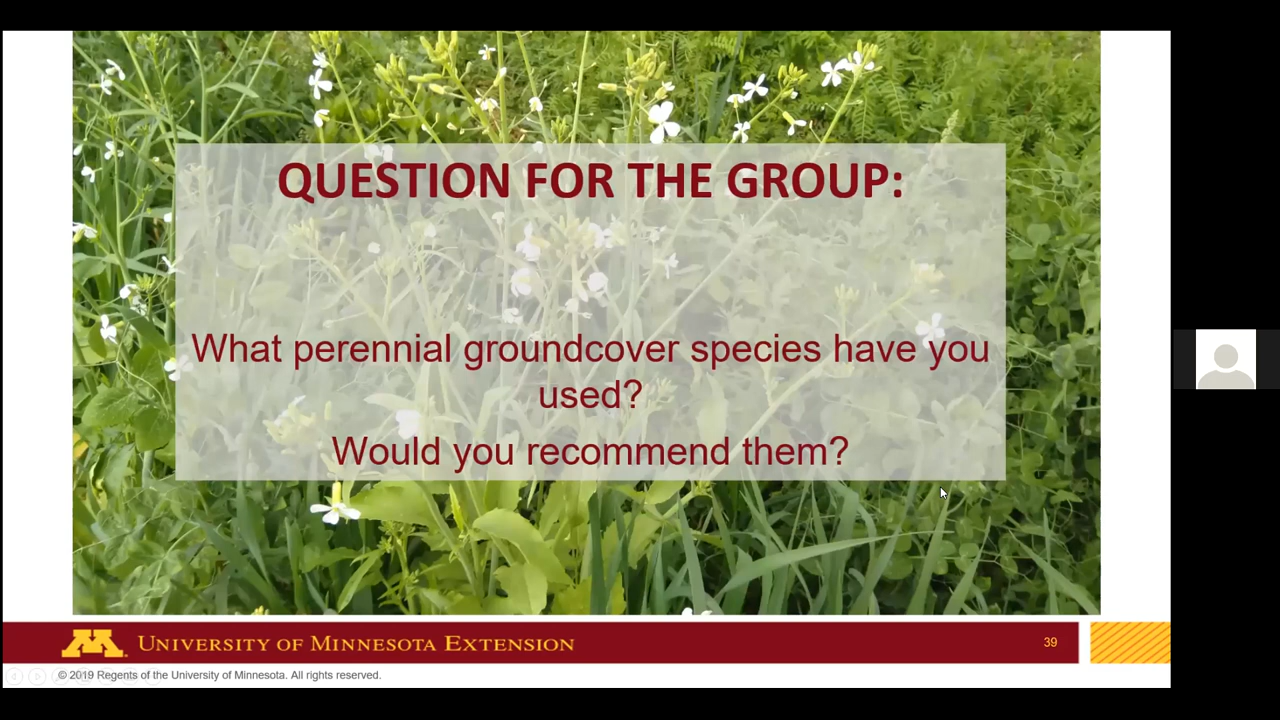 QUESTION FOR THE GROUP:
What perennial groundcover species have you
used?
Would you recommend them?
UNIVERSITY OF MINNESOTA EXTENSION
39
© 2019 Regents of the University of Minnesota. All rights reserved.